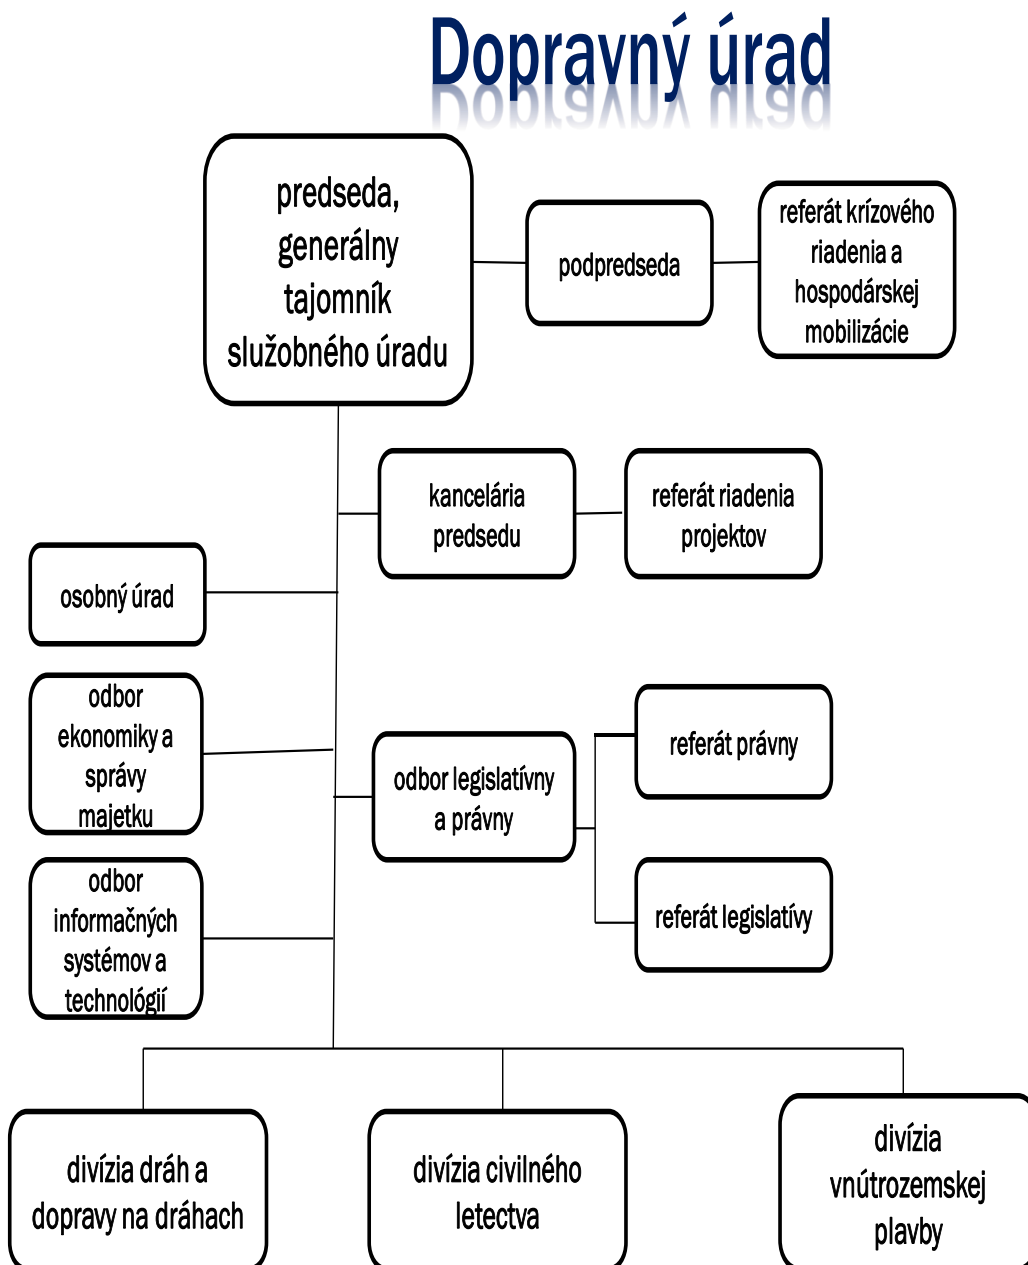 Dopravný úrad
predseda,
generálny
tajomník
služobného úradu
podpredseda
referát krízového
riadenia a
hospodárskej
mobilizácie
kancelária
predsedu
referát riadenia
projektov
osobný úrad
odbor
ekonomiky a
správy
majetku
odbor legislatívny
a právny
referát právny
referát legislatívy
odbor
informačných
systémov a
technológií
divízia dráh a
dopravy na dráhach
divízia civilného
letectva
divízia
vnútrozemskej
plavby